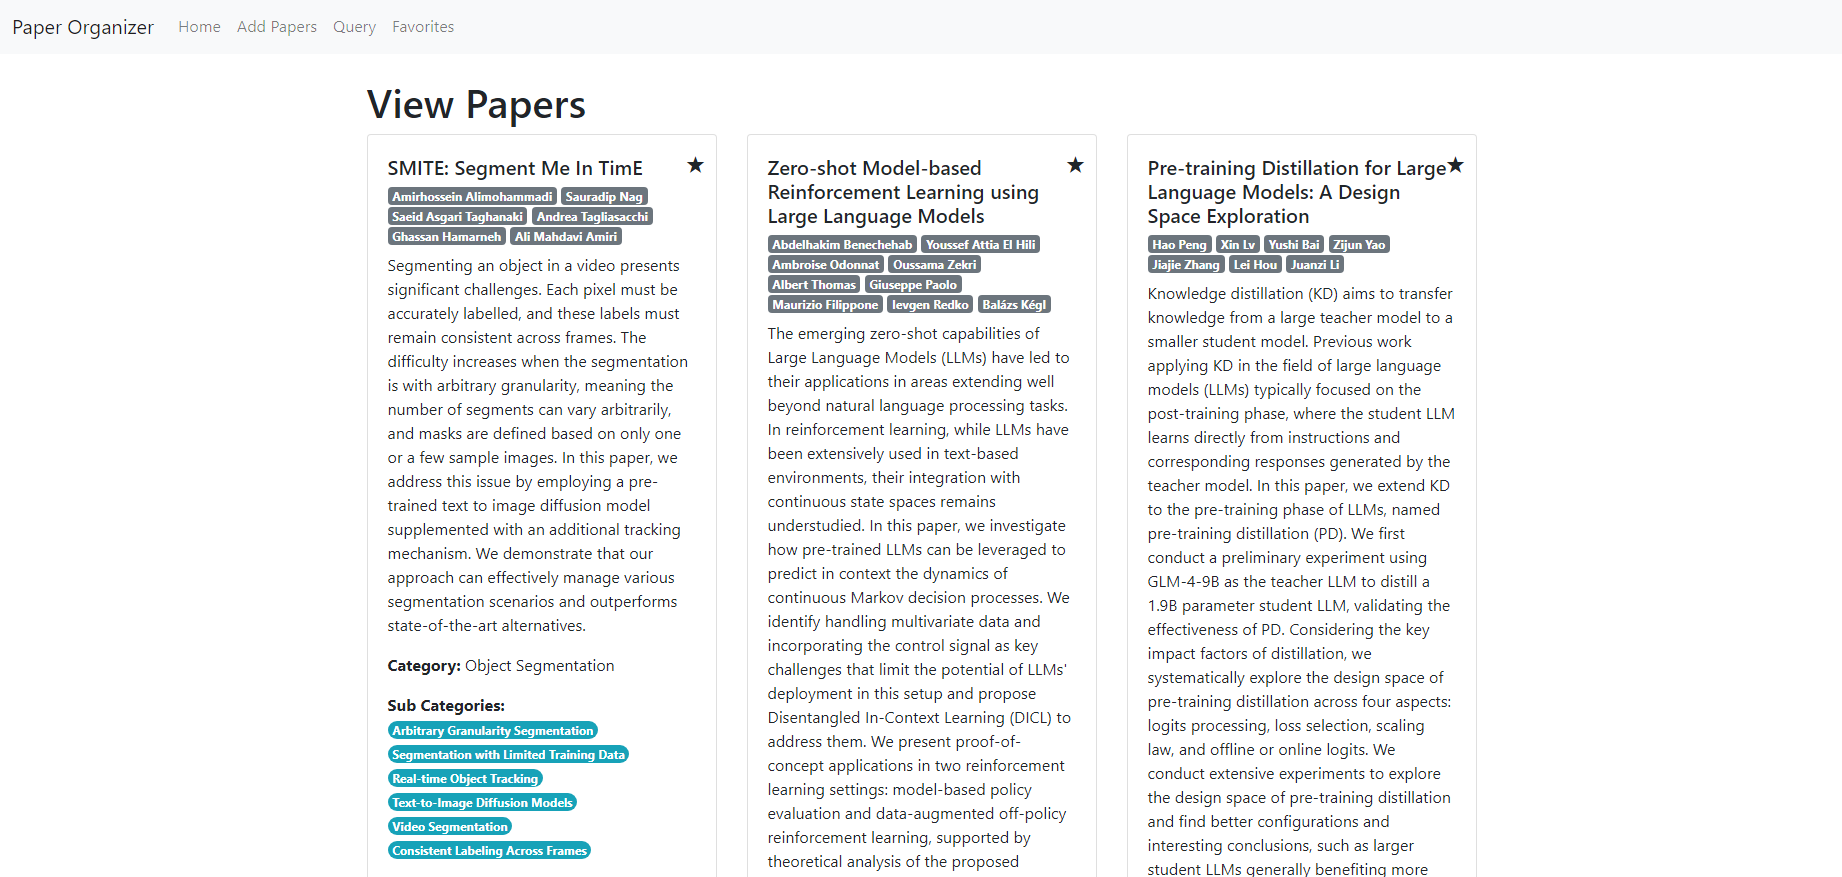 Paper Organizer Home Add Papers Query Favorites
View Papers
SMITE: Segment Me In TimE ★
Amirhossein Alimohammadi Sauradip Nag
Saeid Asgari Taghanaki Andrea Tagliasacchi
Ghassan Hamarneh Ali Mahdavi Amiri
Segmenting an object in a video presents
significant challenges. Each pixel must be
accurately labelled, and these labels must
remain consistent across frames. The
difficulty increases when the segmentation
is with arbitrary granularity, meaning the
number of segments can vary arbitrarily,
and masks are defined based on only one
or a few sample images. In this paper, we
address this issue by employing a pre-
trained text to image diffusion model
supplemented with an additional tracking
mechanism. We demonstrate that our
approach can effectively manage various
segmentation scenarios and outperforms
state-of-the-art alternatives.
Category: Object Segmentation
Sub Categories:
Arbitrary Granularity Segmentation
Segmentation with Limited Training Data
Real-time Object Tracking
Text-to-Image Diffusion Models
Video Segmentation
Consistent Labeling Across Frames
Zero-shot Model-based ★
Reinforcement Learning using
Large Language Models
Abdelhakim Benechehab Youssef Attia El Hili
Ambroise Odonnat Oussama Zekri
Albert Thomas Giuseppe Paolo
Maurizio Filippone Ievgen Redko Balázs Kégl
The emerging zero-shot capabilities of
Large Language Models (LLMs) have led to
their applications in areas extending well
beyond natural language processing tasks.
In reinforcement learning, while LLMs have
been extensively used in text-based
environments, their integration with
continuous state spaces remains
understudied. In this paper, we investigate
how pre-trained LLMs can be leveraged to
predict in context the dynamics of
continuous Markov decision processes. We
identify handling multivariate data and
incorporating the control signal as key
challenges that limit the potential of LLMs'
deployment in this setup and propose
Disentangled In-Context Learning (DICL) to
address them. We present proof-of-
concept applications in two reinforcement
learning settings: model-based policy
evaluation and data-augmented off-policy
reinforcement learning, supported by
theoretical analysis of the proposed
Pre-training Distillation for Large ★
Language Models: A Design
Space Exploration
Hao Peng Xin Lv Yushi Bai Zijun Yao
Jiajie Zhang Lei Hou Juanzi Li
Knowledge distillation (KD) aims to transfer
knowledge from a large teacher model to a
smaller student model. Previous work
applying KD in the field of large language
models (LLMs) typically focused on the
post-training phase, where the student LLM
learns directly from instructions and
corresponding responses generated by the
teacher model. In this paper, we extend KD
to the pre-training phase of LLMs, named
pre-training distillation (PD). We first
conduct a preliminary experiment using
GLM-4-9B as the teacher LLM to distill a
1.9B parameter student LLM, validating the
effectiveness of PD. Considering the key
impact factors of distillation, we
systematically explore the design space of
pre-training distillation across four aspects:
logits processing, loss selection, scaling
law, and offline or online logits. We
conduct extensive experiments to explore
the design space of pre-training distillation
and find better configurations and
interesting conclusions, such as larger
student LLMs generally benefiting more